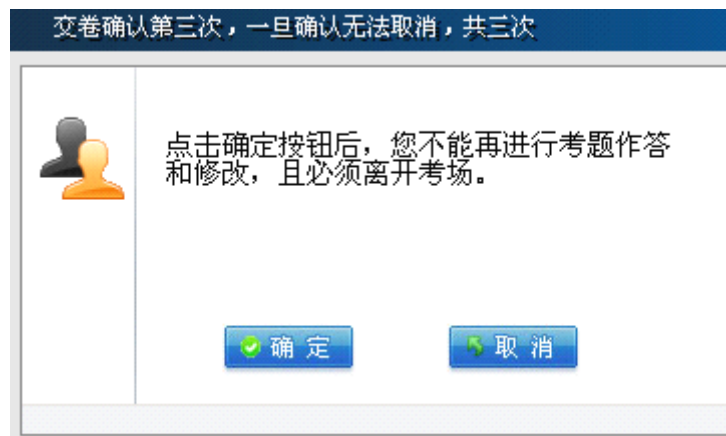 交卷确认第三次，一旦确认无法取消，共三次
点击确定按钮后，您不能再进行考题作答
和修改，且必须离开考场。
确 定
取 消